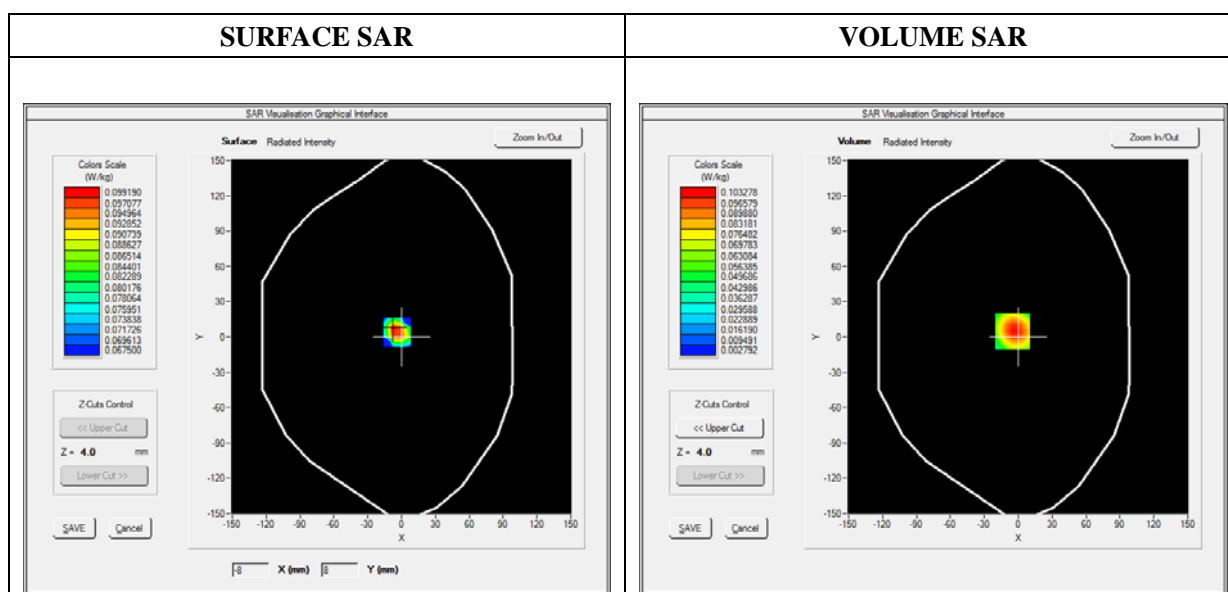 SURFACE SAR
VOLUME SAR
SAR Visualisation Graphical Interface
Surface Radiated Intensity
Zoom In/Out
Colors Scale
(W/kg)
0.099190
0.097077
0.094964
0.092852
0.090739
0.088627
0.086514
0.084401
0.082289
0.080176
0.078064
0.075951
0.073838
0.071726
0.069613
0.067500
Z-Cuts Control
<< Upper Cut
Z = 4.0 mm
Lower Cut >>
SAVE
Cancel
150
120
90
60
30
0
-30
-60
-90
-120
-150
Y
-150 -120 -90 -60 -30 0 30 60 90 120 150
X
-8 X (mm) 8 Y (mm)
SAR Visualisation Graphical Interface
Volume Radiated Intensity
Zoom In/Out
Colors Scale
(W/kg)
0.103278
0.096579
0.089880
0.083181
0.076482
0.069783
0.063084
0.056385
0.049686
0.042986
0.036287
0.029588
0.022889
0.016190
0.009491
0.002792
Z-Cuts Control
<< Upper Cut
Z = 4.0 mm
Lower Cut >>
SAVE
Cancel
150
120
90
60
30
0
-30
-60
-90
-120
-150
Y
-150 -120 -90 -60 -30 0 30 60 90 120 150
X